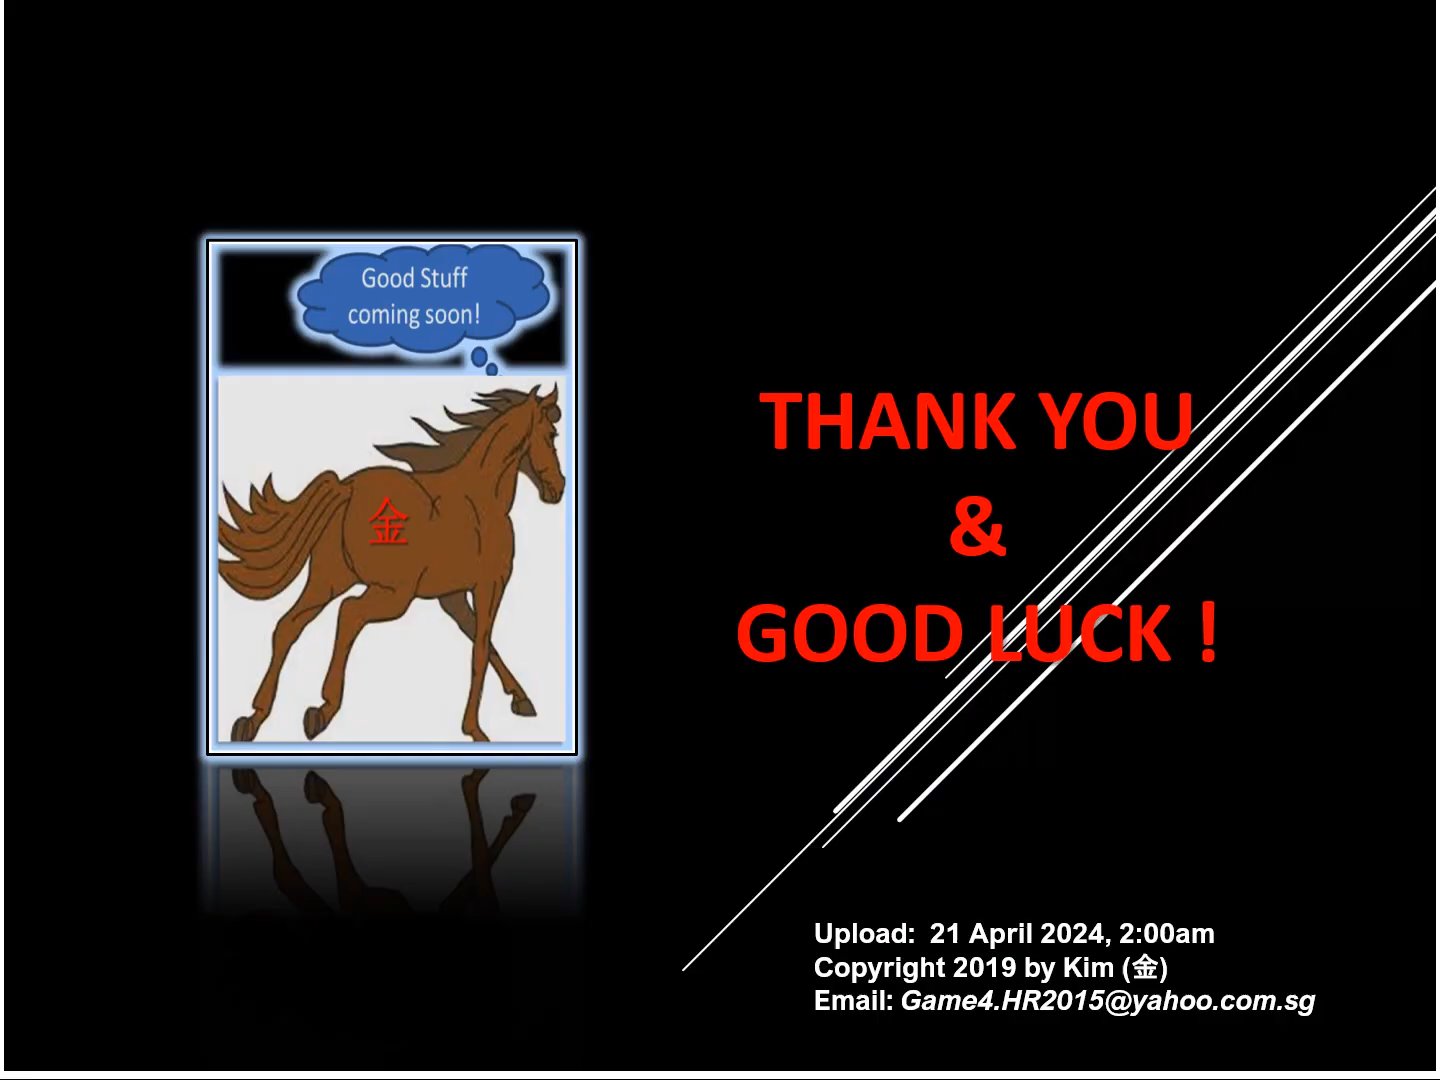 Good Stuff
coming soon!
金
THANK YOU
&
GOOD LUCK !
Upload:  21 April 2024, 2:00am
Copyright 2019 by Kim (金)
Email: Game4.HR2015@yahoo.com.sg